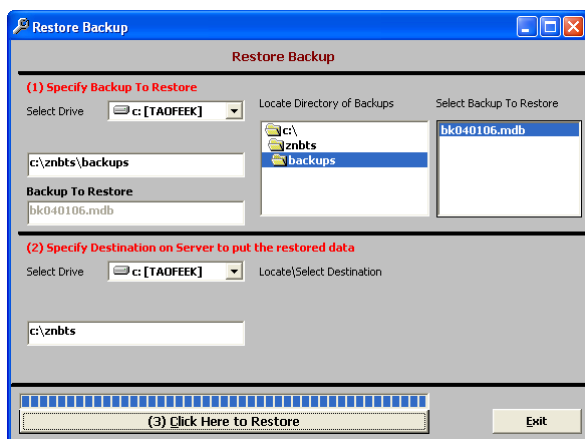 Restore Backup
Restore Backup
(1) Specify Backup To Restore
Select Drive
c: [TAOFEEK]
Locate Directory of Backups
Select Backup To Restore
c:\
znbts
backups
bk040106.mdb
c:\znbts\backups
Backup To Restore
bk040106.mdb
(2) Specify Destination on Server to put the restored data
Select Drive
c: [TAOFEEK]
Locate\Select Destination
c:\znbts
(3) Click Here to Restore
Exit